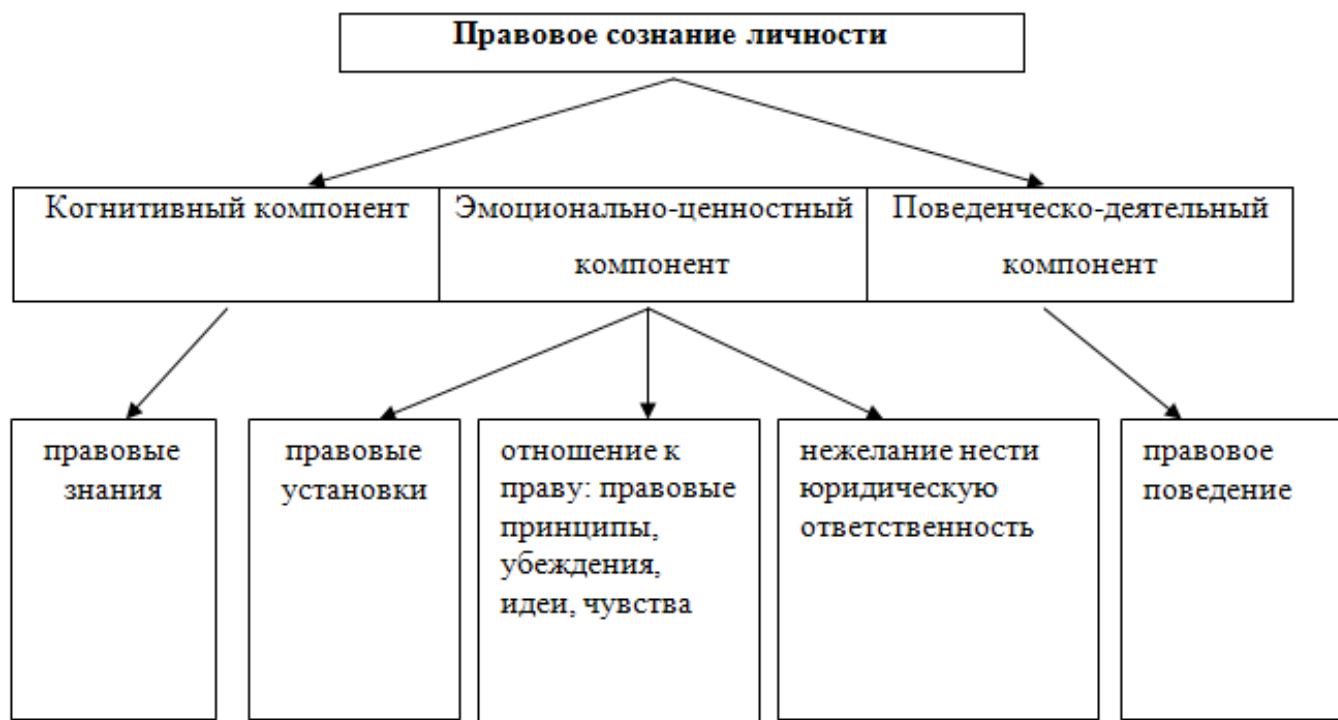 Правовое сознание личности
Когнитивный компонент
Эмоционально-ценностный
компонент
Поведенческо-деятельный
компонент
правовые
знания
правовые
установки
отношение к
праву: правовые
принципы,
убеждения,
идеи, чувства
нежелание нести
юридическую
ответственность
правовое
поведение